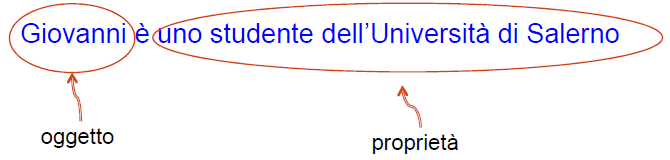 Giovanni è uno studente dell’Università di Salerno
oggetto
proprietà